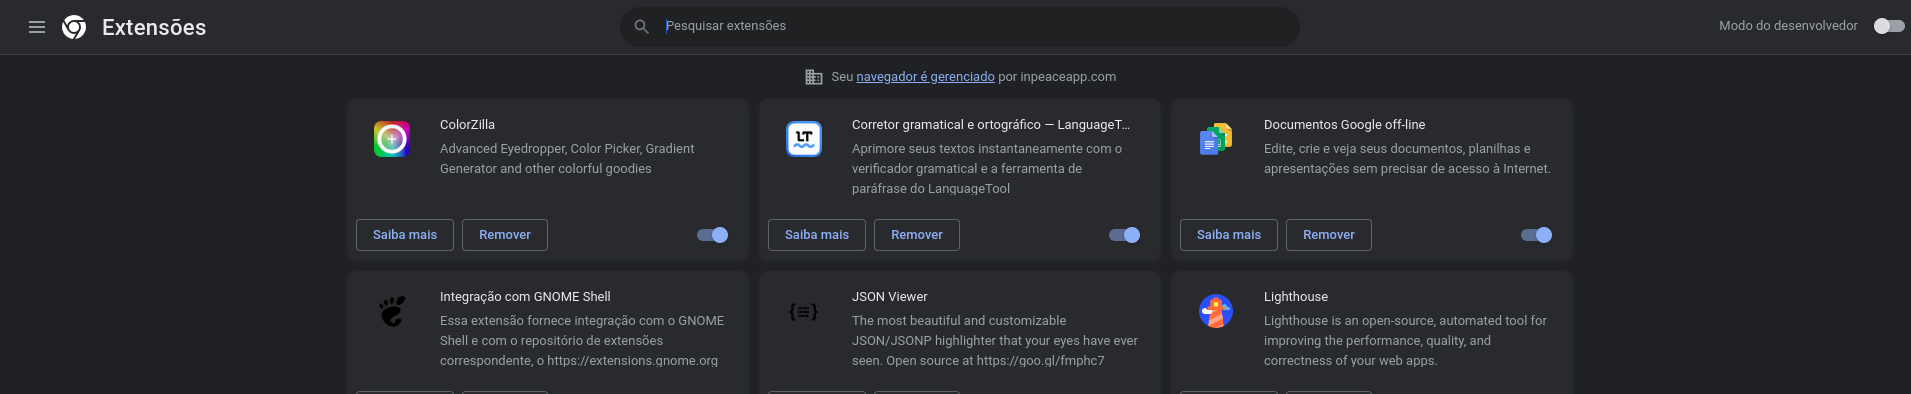 Extensões
Pesquisar extensões
Modo do desenvolvedor
Seu navegador é gerenciado por inpeaceapp.com
ColorZilla
Advanced Eyedropper, Color Picker, Gradient
Generator and other colorful goodies
Saiba mais
Remover
LT
Corretor gramatical e ortográfico — LanguageT...
Aprimore seus textos instantaneamente com o
verificador gramatical e a ferramenta de
paráfrase do LanguageTool
Saiba mais
Remover
Documentos Google off-line
Edite, crie e veja seus documentos, planilhas e
apresentações sem precisar de acesso à Internet.
Saiba mais
Remover
Integração com GNOME Shell
Essa extensão fornece integração com o GNOME
Shell e com o repositório de extensões
correspondente, o https://extensions.gnome.org
JSON Viewer
The most beautiful and customizable
JSON/JSONP highlighter that your eyes have ever
seen. Open source at https://goo.gl/fmphc7
Lighthouse
Lighthouse is an open-source, automated tool for
improving the performance, quality, and
correctness of your web apps.